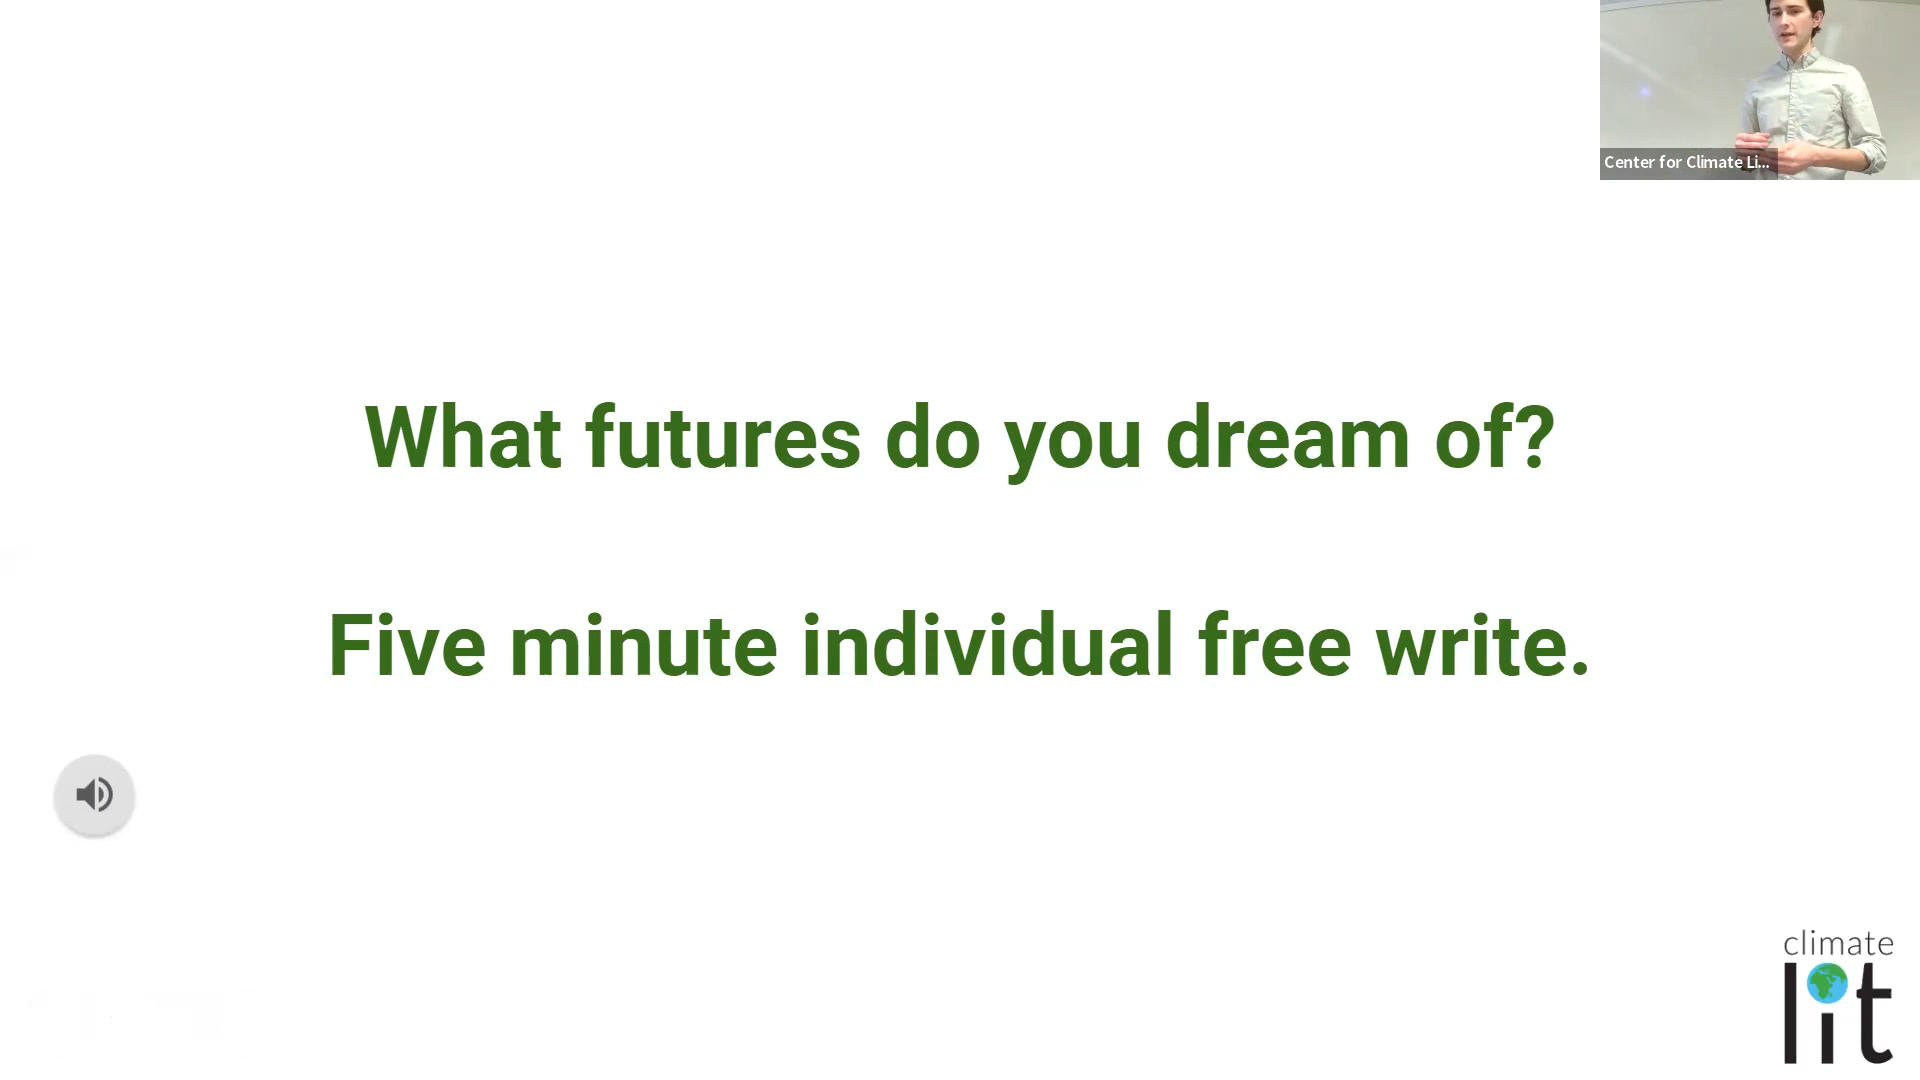 Center for Climate Li...
What futures do you dream of?
Five minute individual free write.
climate
lit